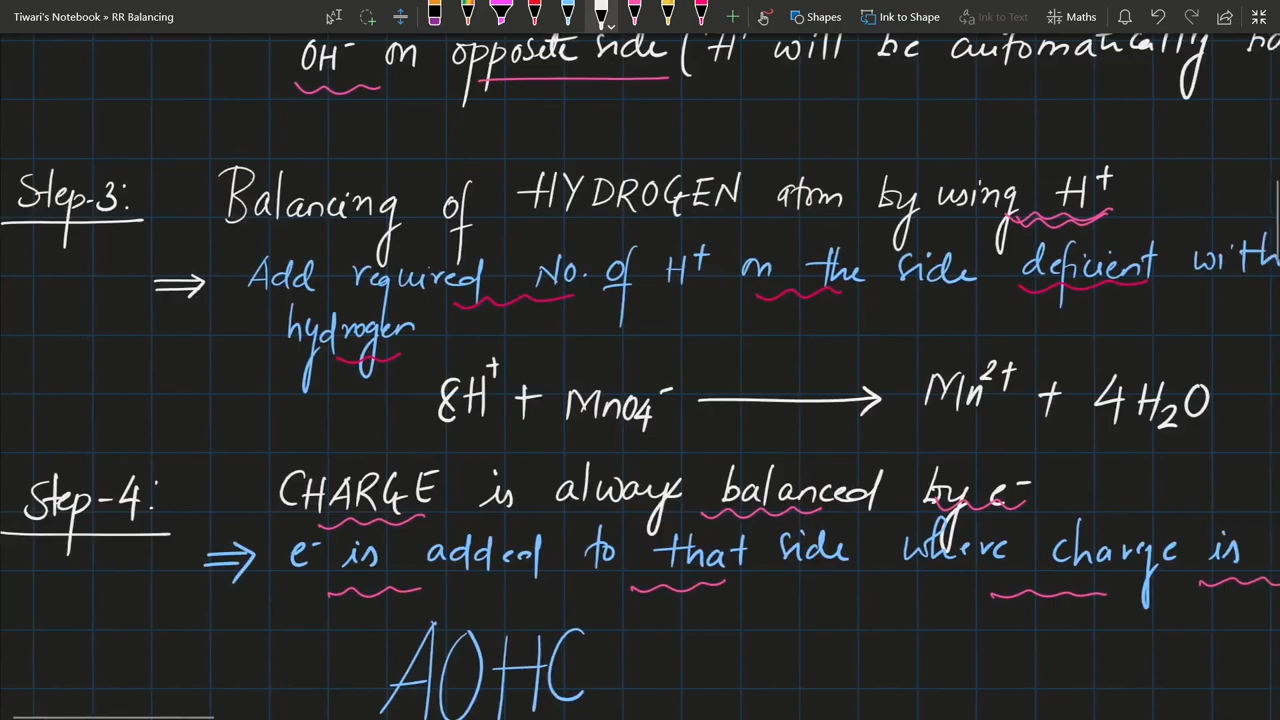 Tiwari's Notebook » RR Balancing
Shapes
Ink to Shape
Ink to Text
Maths
OH⁻ on opposite side ( H will be automatically
Step-3: Balancing of HYDROGEN atom by using H⁺
⇒ Add required No. of H⁺ on the side deficient with
hydrogen
8H⁺ + MnO4⁻ ⟶ Mn²⁺ + 4H₂O
Step-4: CHARGE is always balanced by e⁻
⇒ e⁻ is added to that side where charge is
AOHC